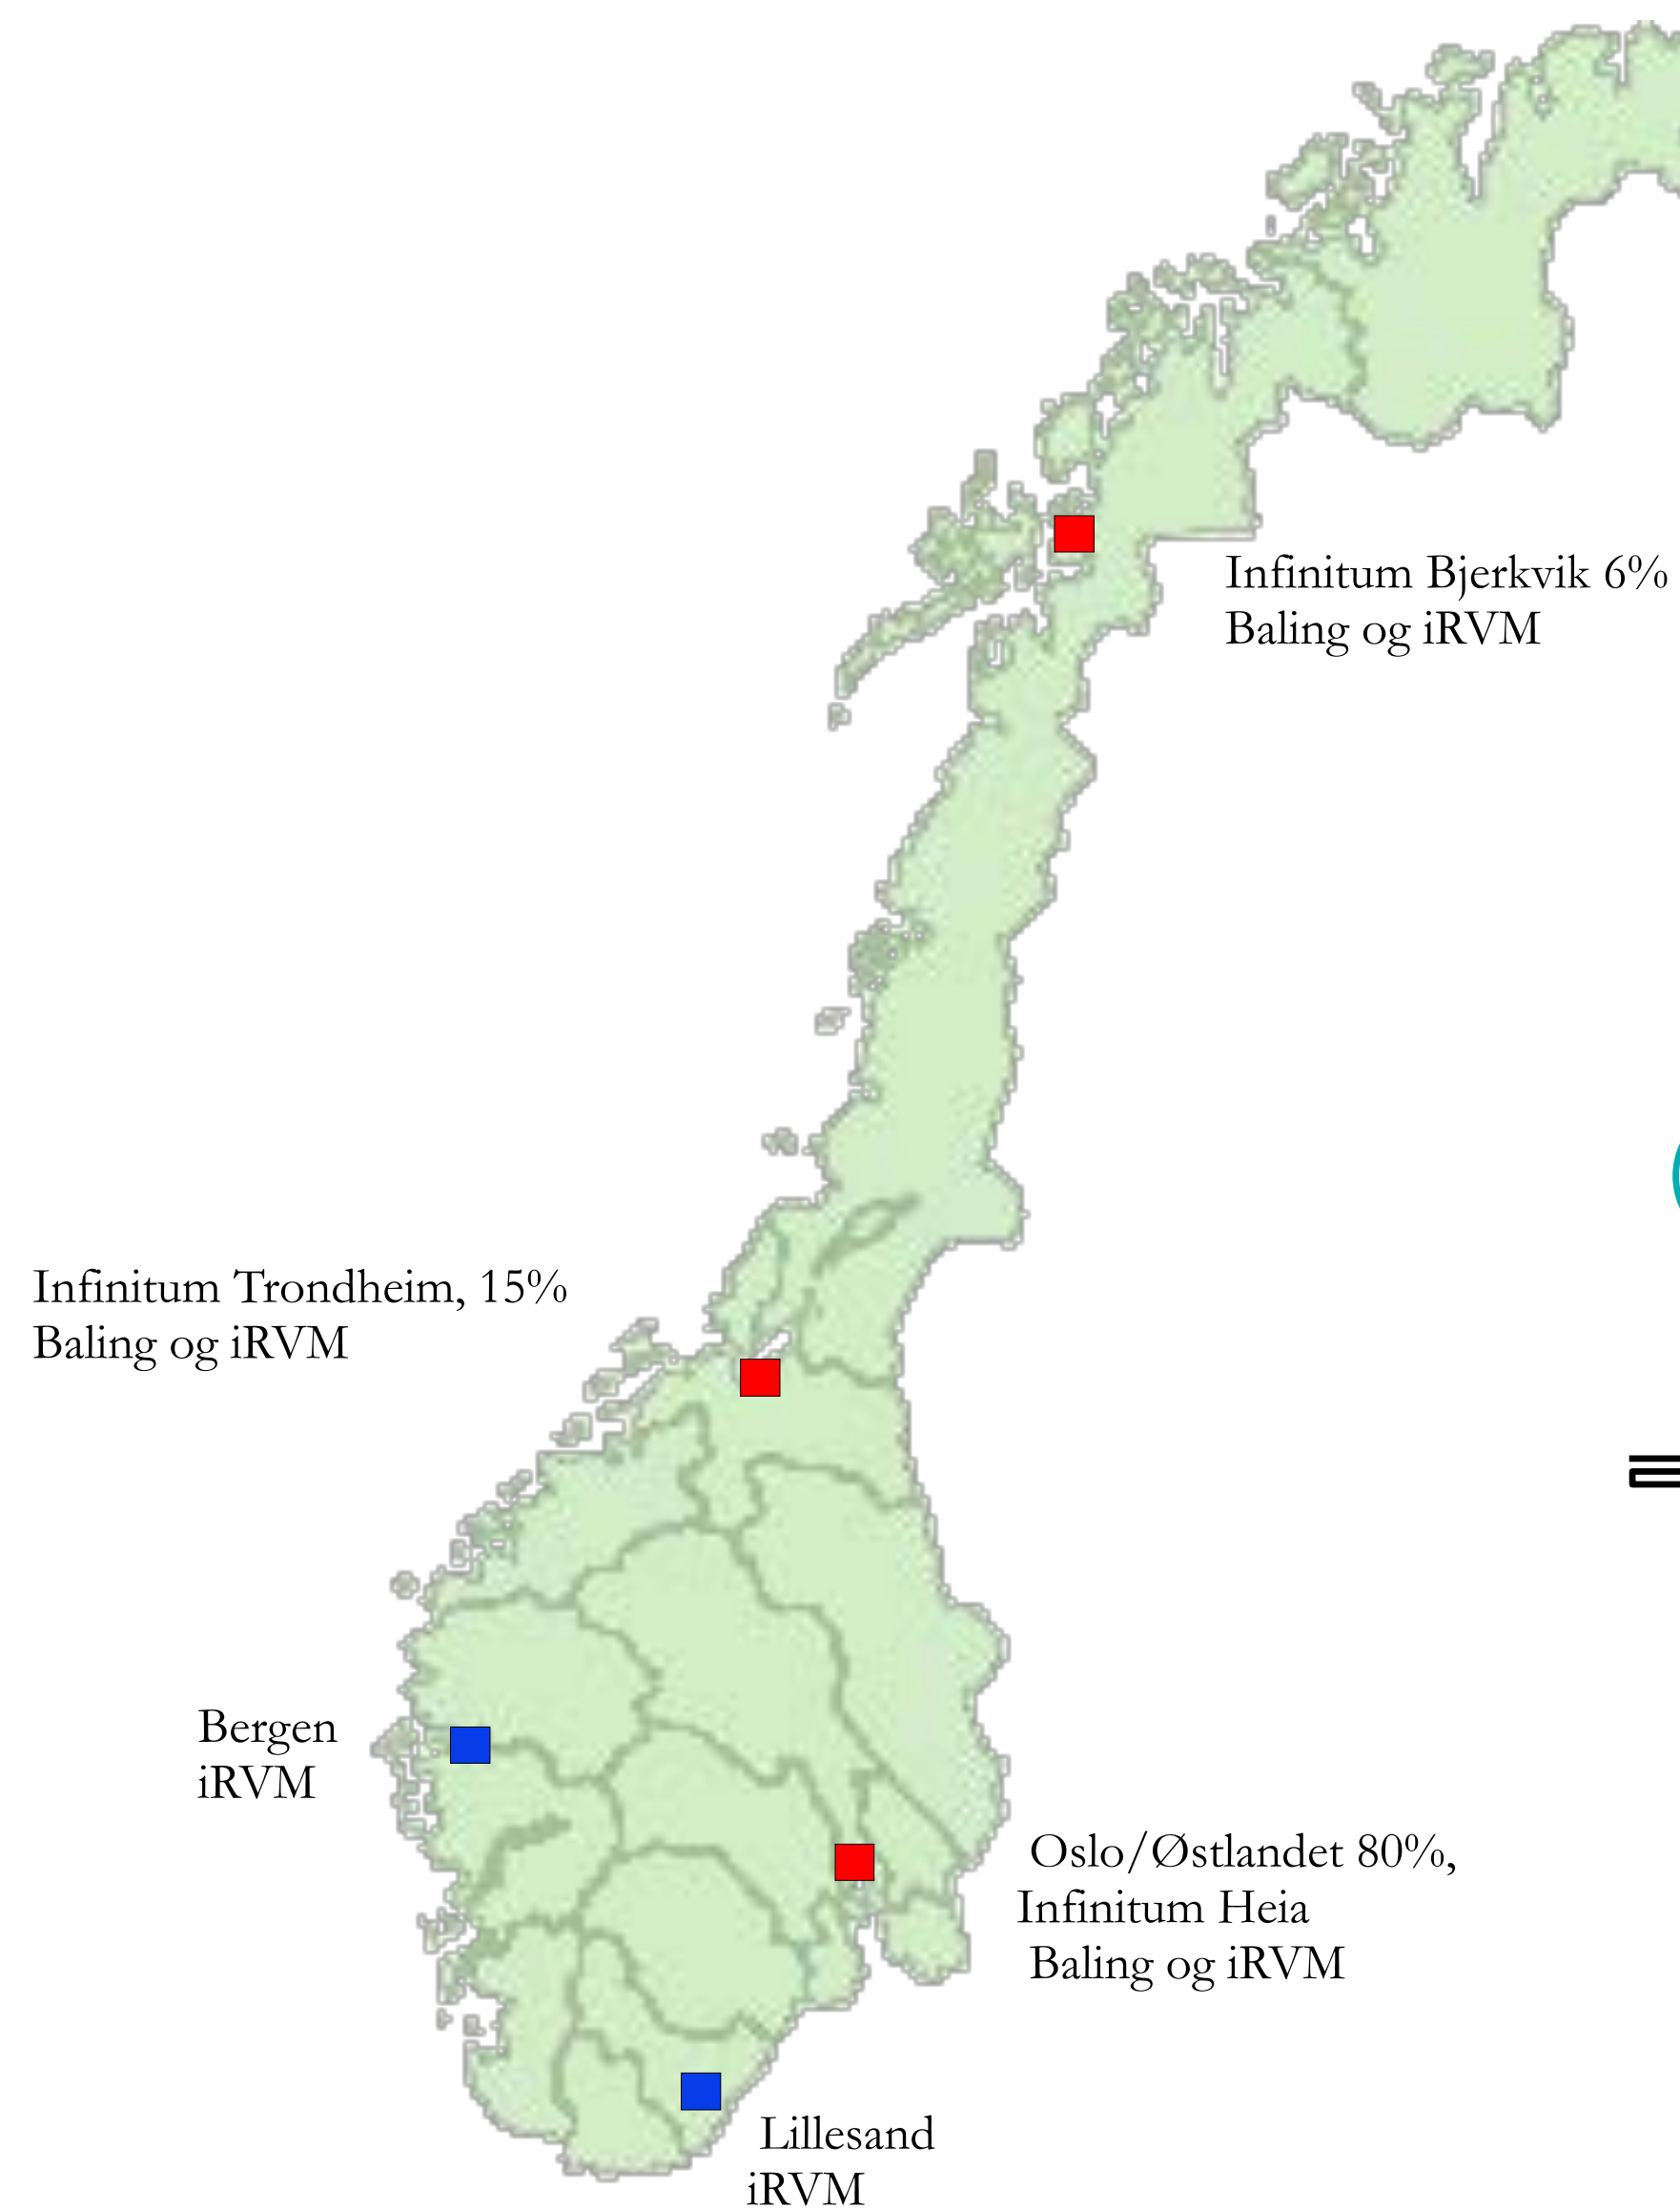 Infinitum Bjerkvik 6%
Baling og iRVM
Infinitum Trondheim, 15%
Baling og iRVM
Bergen
iRVM
Oslo/Østlandet 80%,
Infinitum Heia
Baling og iRVM
Lillesand
iRVM